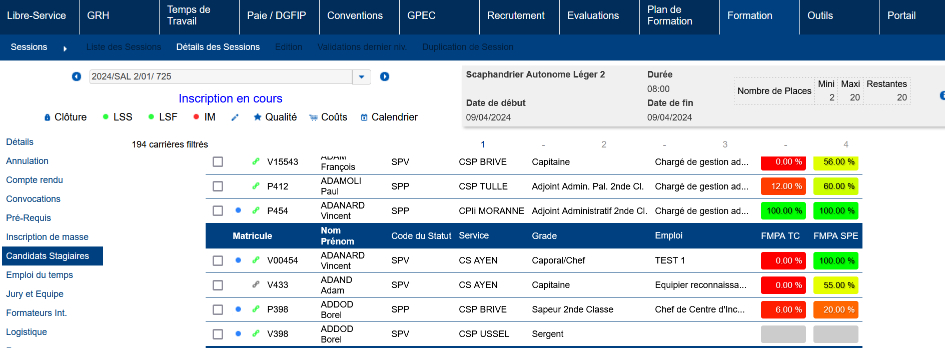 Libre-Service GRH Temps de Travail Paie / DGFIP Conventions GPEC Recrutement Evaluations Plan de Formation Formation Outils Portail
Sessions Liste des Sessions Détails des Sessions Edition Validations dernier niv. Duplication de Session
2024/SAL 2/01/ 725
Inscription en cours
Clôture LSS LSF IM Qualité Coûts Calendrier
Scaphandrier Autonome Léger 2 Durée
08:00
Date de début Date de fin
09/04/2024 09/04/2024
Nombre de Places Mini Maxi Restantes
2 20 20
Détails
Annulation
Compte rendu
Convocations
Pré-Requis
Inscription de masse
Candidats Stagiaires
Emploi du temps
Jury et Equipe
Formateurs Int.
Logistique
194 carrières filtrés 1 - 2 - 3 - 4
V15543 ADAM François SPV CSP BRIVE Capitaine Chargé de gestion ad... 0.00 % 56.00 %
P412 ADAMOLI Paul SPP CSP TULLE Adjoint Admin. Pal. 2nde Cl. Chargé de gestion ad... 12.00 % 60.00 %
P454 ADANARD Vincent SPP CPIi MORANNE Adjoint Administratif 2nde Cl. Chargé de gestion ad... 100.00 % 100.00 %
Matricule Nom Prénom Code du Statut Service Grade Emploi FMPA TC FMPA SPE
V00454 ADANARD Vincent SPV CS AYEN Caporal/Chef TEST 1 0.00 % 100.00 %
V433 ADAND Adam SPV CS AYEN Capitaine Equipier reconnaissa... 0.00 % 55.00 %
P398 ADDOD Borel SPP CSP BRIVE Sapeur 2nde Classe Chef de Centre d'Inc... 6.00 % 20.00 %
V398 ADDOD Borel SPV CSP USSEL Sergent